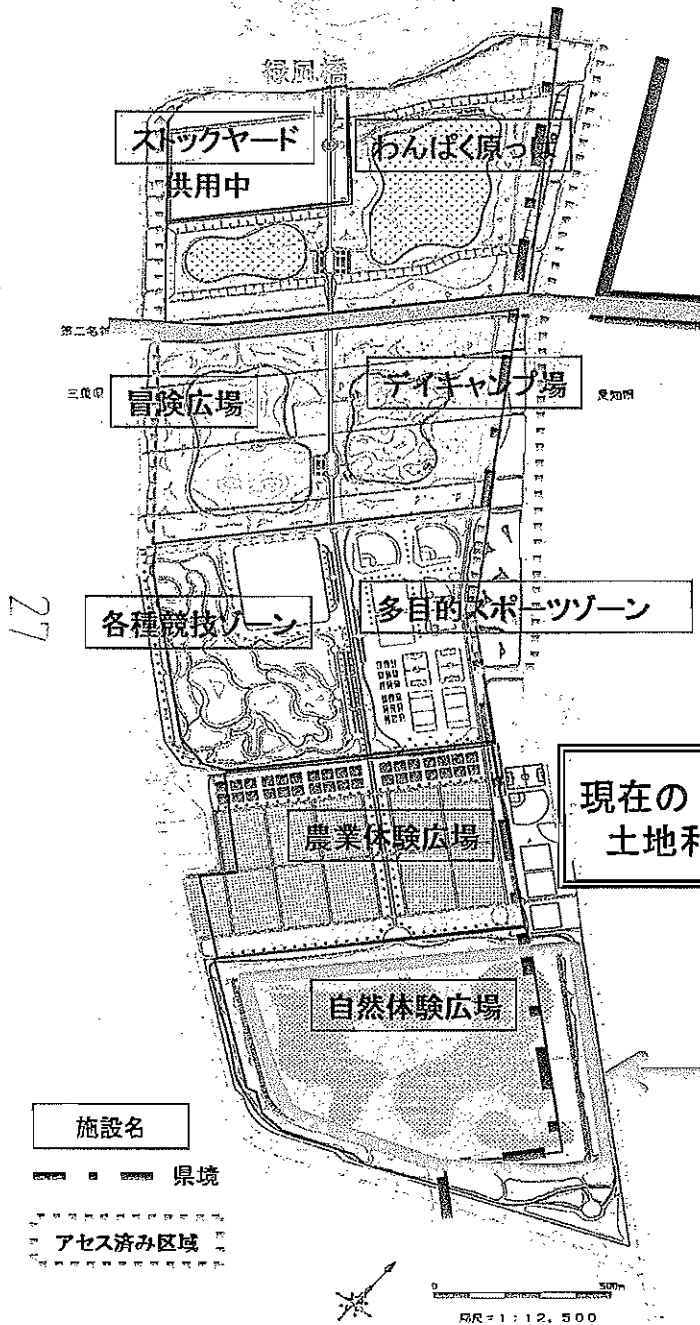 緑風橋
ストックヤード
供用中
わんぱく原っぱ
第二名神
三重県
冒険広場
デイキャンプ場
愛知県
27
各種競技ゾーン
多目的スポーツゾーン
現在の
土地利
農業体験広場
自然体験広場
施設名
県境
アセス済み区域
0 500m
縮尺=1:12,500